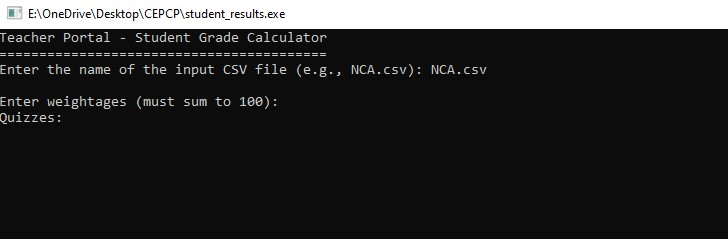 E:\OneDrive\Desktop\CEPCP\student_results.exe
Teacher Portal - Student Grade Calculator
=========================================
Enter the name of the input CSV file (e.g., NCA.csv): NCA.csv
Enter weightages (must sum to 100):
Quizzes: